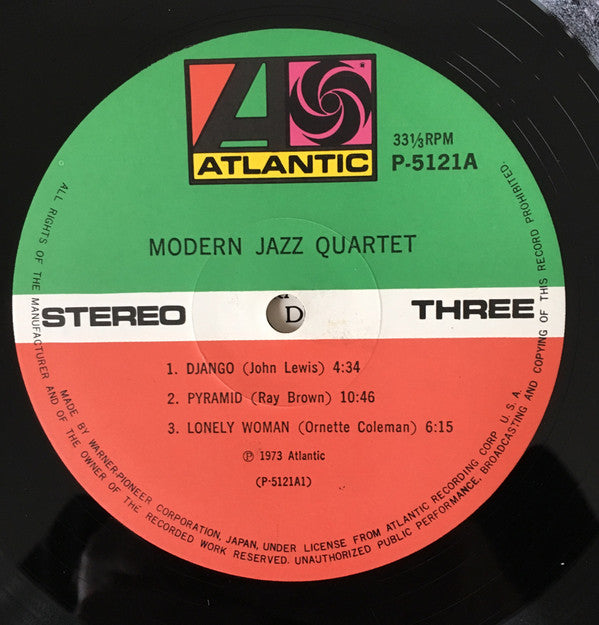 ATLANTIC
33⅓RPM
P-5121A
MODERN JAZZ QUARTET
STEREO
THREE
D
1. DJANGO (John Lewis) 4:34
2. PYRAMID (Ray Brown) 10:46
3. LONELY WOMAN (Ornette Coleman) 6:15
℗ 1973 Atlantic
(P-5121A1)
MADE BY WARNER-PIONEER CORPORATION, JAPAN, UNDER LICENSE FROM ATLANTIC RECORDING CORP. U. S. A.
ALL RIGHTS OF THE MANUFACTURER AND OF THE OWNER OF THE RECORDED WORK RESERVED. UNAUTHORIZED PUBLIC PERFORMANCE, BROADCASTING AND COPYING OF THIS RECORD PROHIBITED.